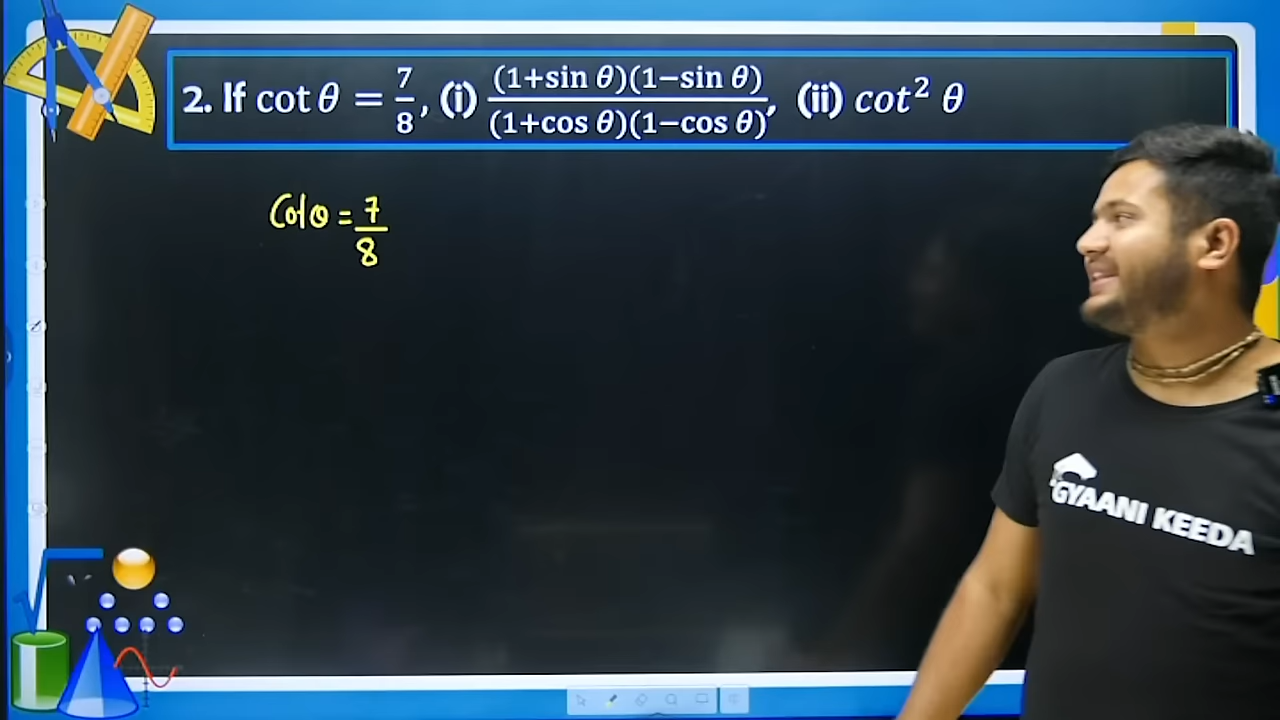 2. If cot θ = 7/8, (i) (1+sin θ)(1−sin θ)/(1+cos θ)(1−cos θ), (ii) cot² θ
Cotθ = 7/8
GYAANI KEEDA